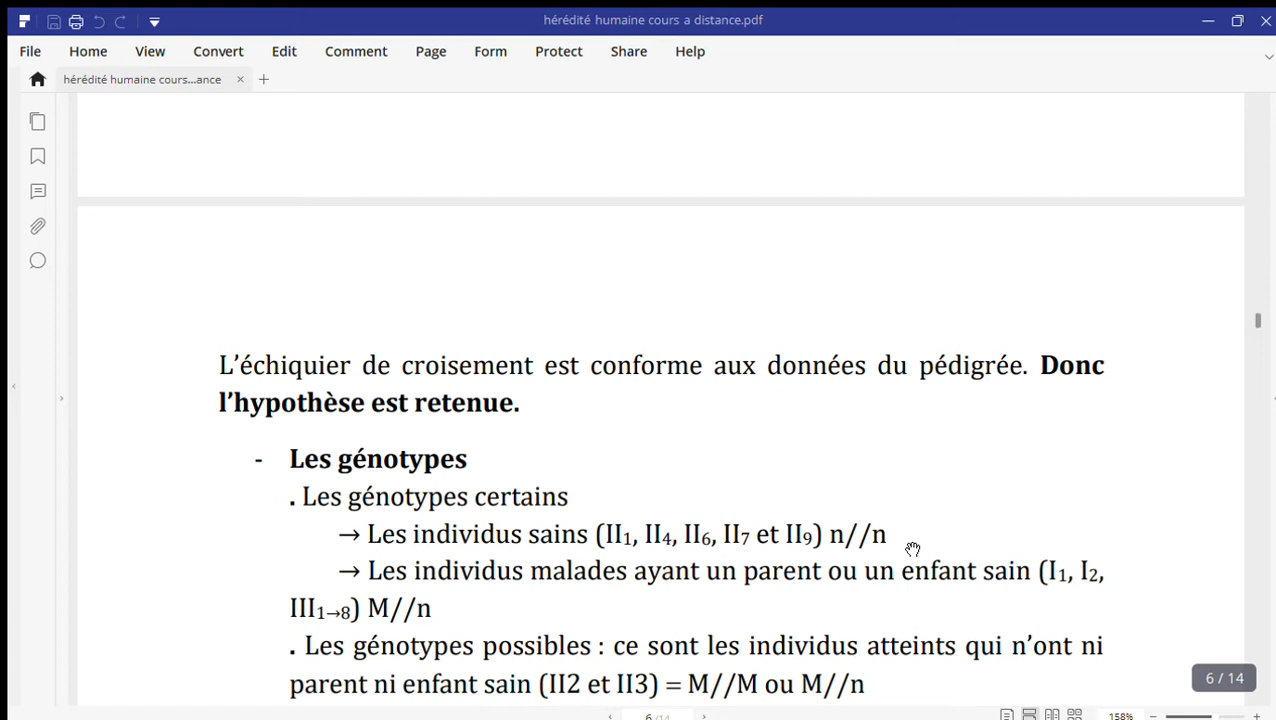 hérédité humaine cours a distance.pdf
File Home View Convert Edit Comment Page Form Protect Share Help
hérédité humaine cours...ance × +
L’échiquier de croisement est conforme aux données du pédigrée. Donc
l’hypothèse est retenue.
- Les génotypes
. Les génotypes certains
→ Les individus sains (II₁, II₄, II₆, II₇ et II₉) n//n
→ Les individus malades ayant un parent ou un enfant sain (I₁, I₂,
III₁→₈) M//n
. Les génotypes possibles : ce sont les individus atteints qui n’ont ni
parent ni enfant sain (II2 et II3) = M//M ou M//n
6 / 14
6 /14
158%